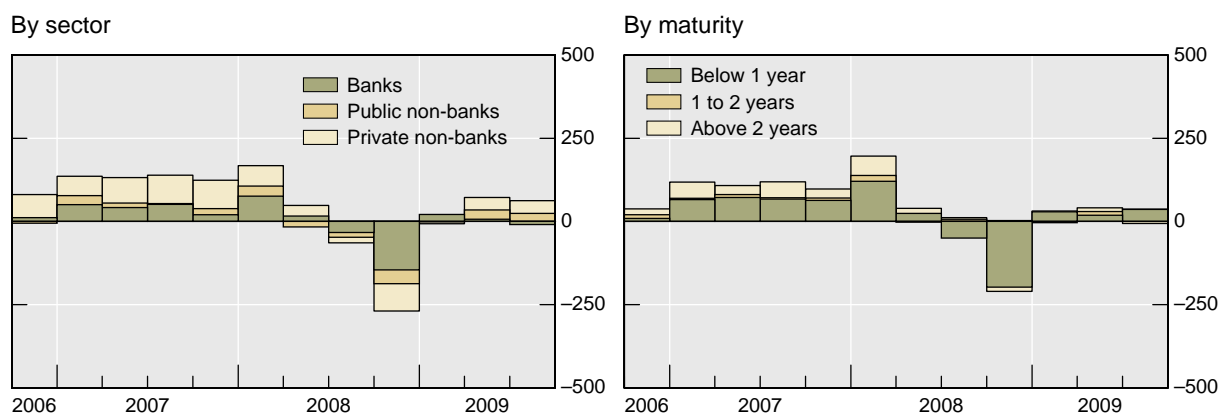 By sector
Banks
Public non-banks
Private non-banks
500
250
0
–250
–500
2006 2007 2008 2009
By maturity
Below 1 year
1 to 2 years
Above 2 years
500
250
0
–250
–500
2006 2007 2008 2009